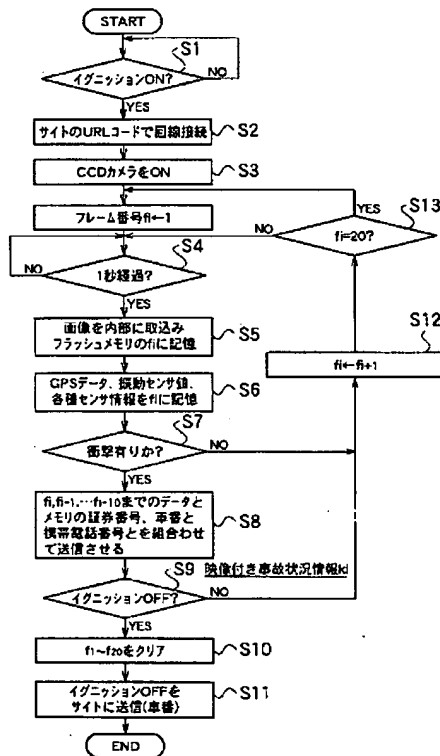 START
S1
イグニッションON?
NO
YES
サイトのURLコードで回線接続
S2
CCDカメラをON
S3
フレーム番号fi←1
YES
S13
fi=20?
NO
S4
NO
1秒経過?
YES
画像を内部に取込み
フラッシュメモリのfiに記憶
S5
S12
fi←fi+1
GPSデータ、振動センサ値、
各種センサ情報をfiに記憶
S6
S7
衝撃有りか?
NO
YES
fi,fi-1,…fi-10までのデータと
メモリの証券番号、車番と
携帯電話番号とを組合わせ
て送信させる
S8
映像付き事故状況情報ki
S9
イグニッションOFF?
NO
YES
f1~f20をクリア
S10
イグニッションOFFを
サイトに送信(車番)
S11
END